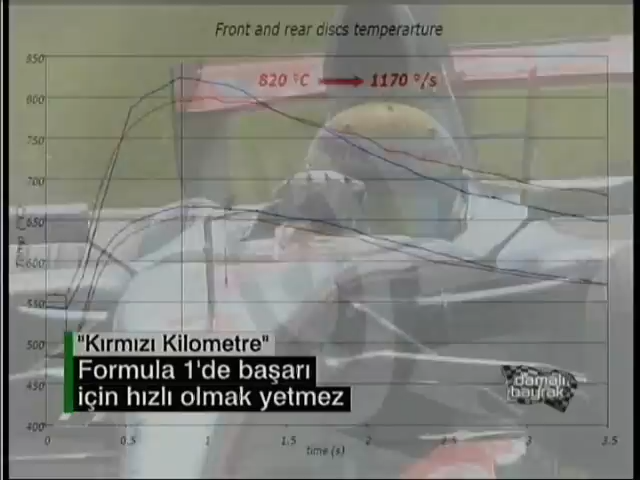 Front and rear discs temperarture
820 °C 1170 °/s
850
800
750
700
650
600
550
500
450
400
0 0.5 1 1.5 2 2.5 3 3.5
time (s)
"Kırmızı Kilometre"
Formula 1'de başarı
için hızlı olmak yetmez
damalı
bayrak